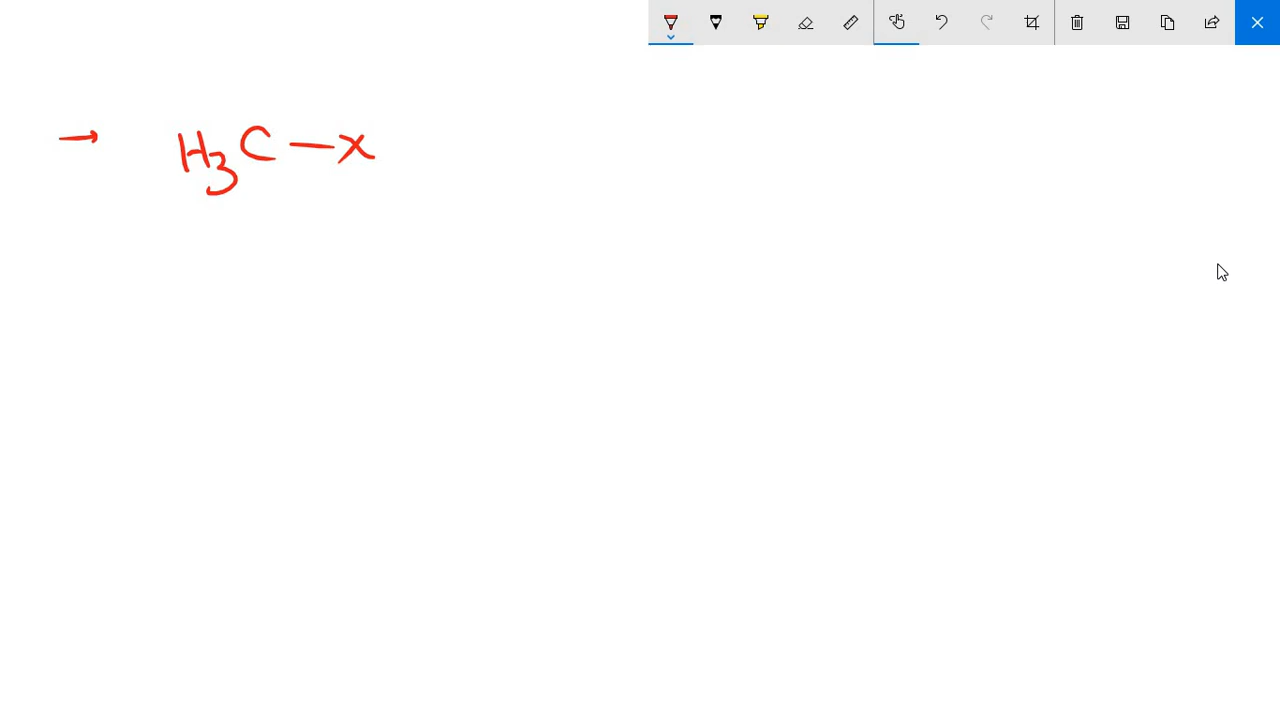 → H₃C — x